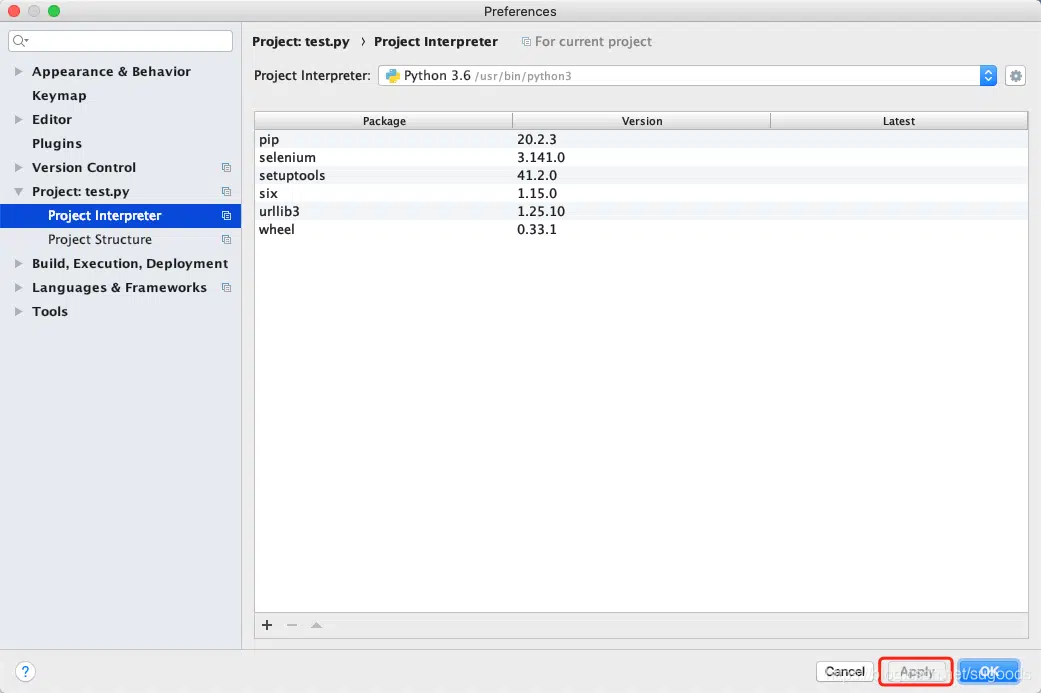 Preferences
Project: test.py › Project Interpreter For current project
Project Interpreter: Python 3.6 /usr/bin/python3
Appearance & Behavior
Keymap
Editor
Plugins
Version Control
Project: test.py
Project Interpreter
Project Structure
Build, Execution, Deployment
Languages & Frameworks
Tools
Package Version Latest
pip 20.2.3
selenium 3.141.0
setuptools 41.2.0
six 1.15.0
urllib3 1.25.10
wheel 0.33.1
? Cancel Apply OK